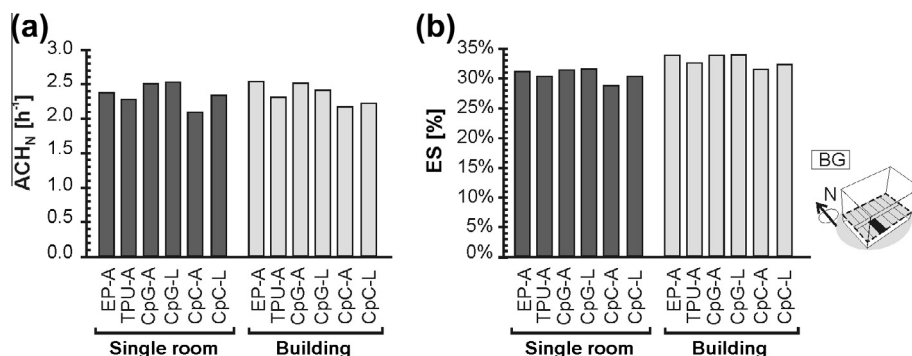 (a)
ACH_N [h⁻¹]
3.0
2.5
2.0
1.5
1.0
0.5
0.0
EP-A
TPU-A
CpG-A
CpG-L
CpC-A
CpC-L
EP-A
TPU-A
CpG-A
CpG-L
CpC-A
CpC-L
Single room
Building
(b)
ES [%]
35%
30%
25%
20%
15%
10%
5%
0%
EP-A
TPU-A
CpG-A
CpG-L
CpC-A
CpC-L
EP-A
TPU-A
CpG-A
CpG-L
CpC-A
CpC-L
Single room
Building
BG
N